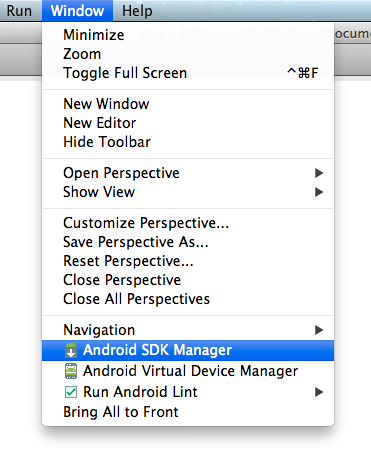 Run Window Help
Minimize
Zoom
Toggle Full Screen ^⌘F
New Window
New Editor
Hide Toolbar
Open Perspective ▶
Show View ▶
Customize Perspective...
Save Perspective As...
Reset Perspective...
Close Perspective
Close All Perspectives
Navigation ▶
Android SDK Manager
Android Virtual Device Manager
Run Android Lint ▶
Bring All to Front